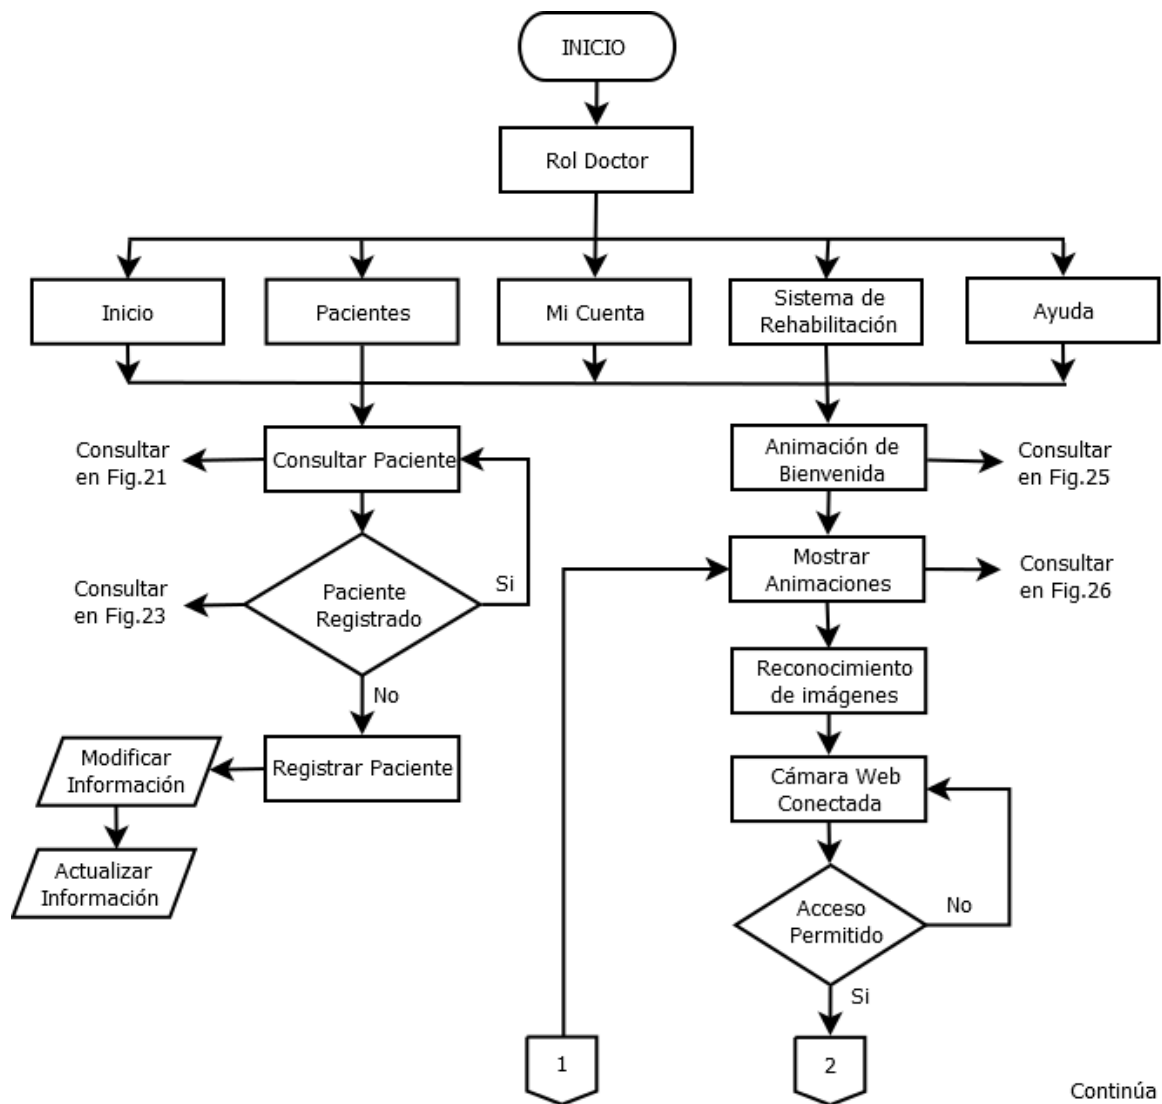 INICIO
Rol Doctor
Inicio
Pacientes
Mi Cuenta
Sistema de
Rehabilitación
Ayuda
Consultar
en Fig.21
Consultar Paciente
Animación de
Bienvenida
Consultar
en Fig.25
Consultar
en Fig.23
Paciente
Registrado
Si
No
Mostrar
Animaciones
Consultar
en Fig.26
Reconocimiento
de imágenes
Modificar
Información
Registrar Paciente
Cámara Web
Conectada
Actualizar
Información
Acceso
Permitido
No
Si
1
2
Continúa